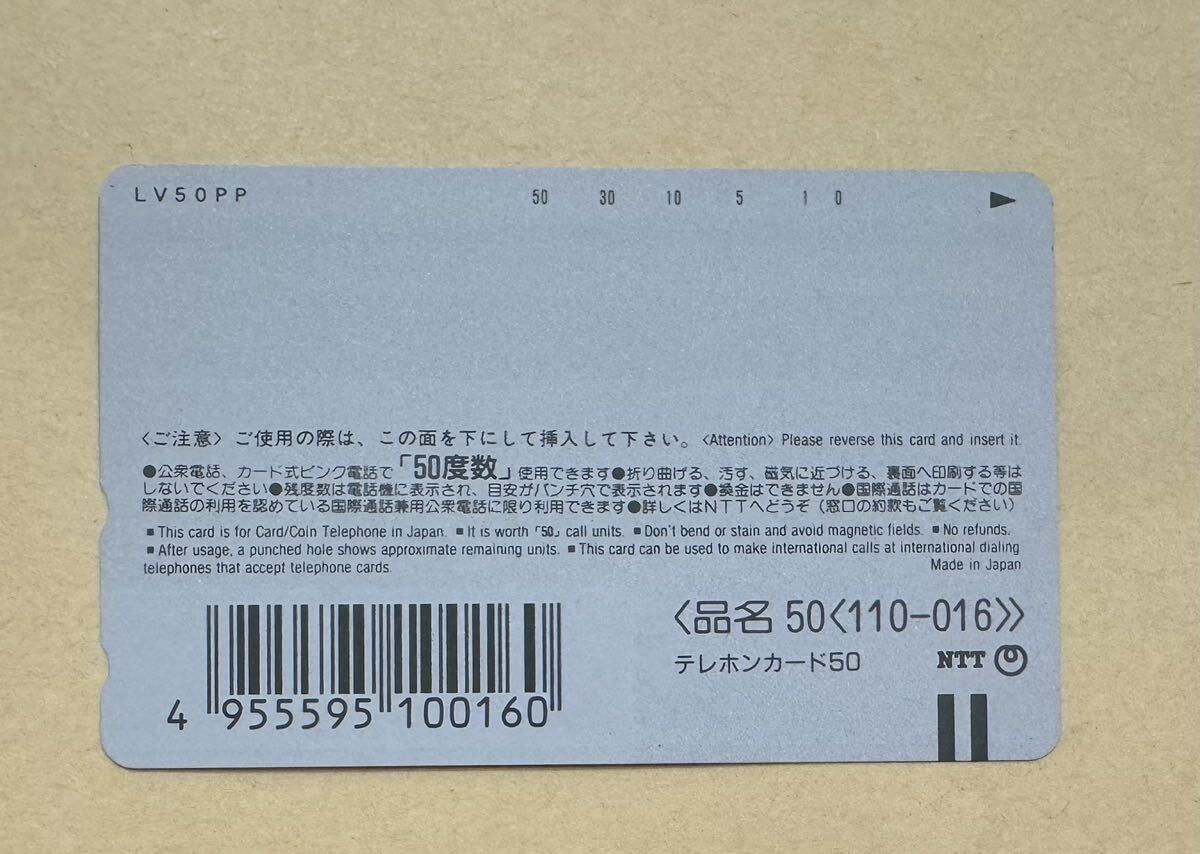 LV50PP 50 30 10 5 1 0 ▶
〈ご注意〉ご使用の際は、この面を下にして挿入して下さい。〈Attention〉Please reverse this card and insert it.
●公衆電話、カード式ピンク電話で「50度数」使用できます●折り曲げる、汚す、磁気に近づける、裏面へ印刷する等は
しないでください●残度数は電話機に表示され、目安がパンチ穴で表示されます●換金はできません●国際通話はカードでの国
際通話の利用を認めている国際通話兼用公衆電話に限り利用できます●詳しくはNTTへどうぞ（窓口の約款もご覧ください）
■This card is for Card/Coin Telephone in Japan. ■It is worth「50」call units. ■Don't bend or stain and avoid magnetic fields. ■No refunds.
■After usage, a punched hole shows approximate remaining units. ■This card can be used to make international calls at international dialing
telephones that accept telephone cards. Made in Japan
〈品名 50〈110-016〉〉
テレホンカード50 NTT
4 955595 100160